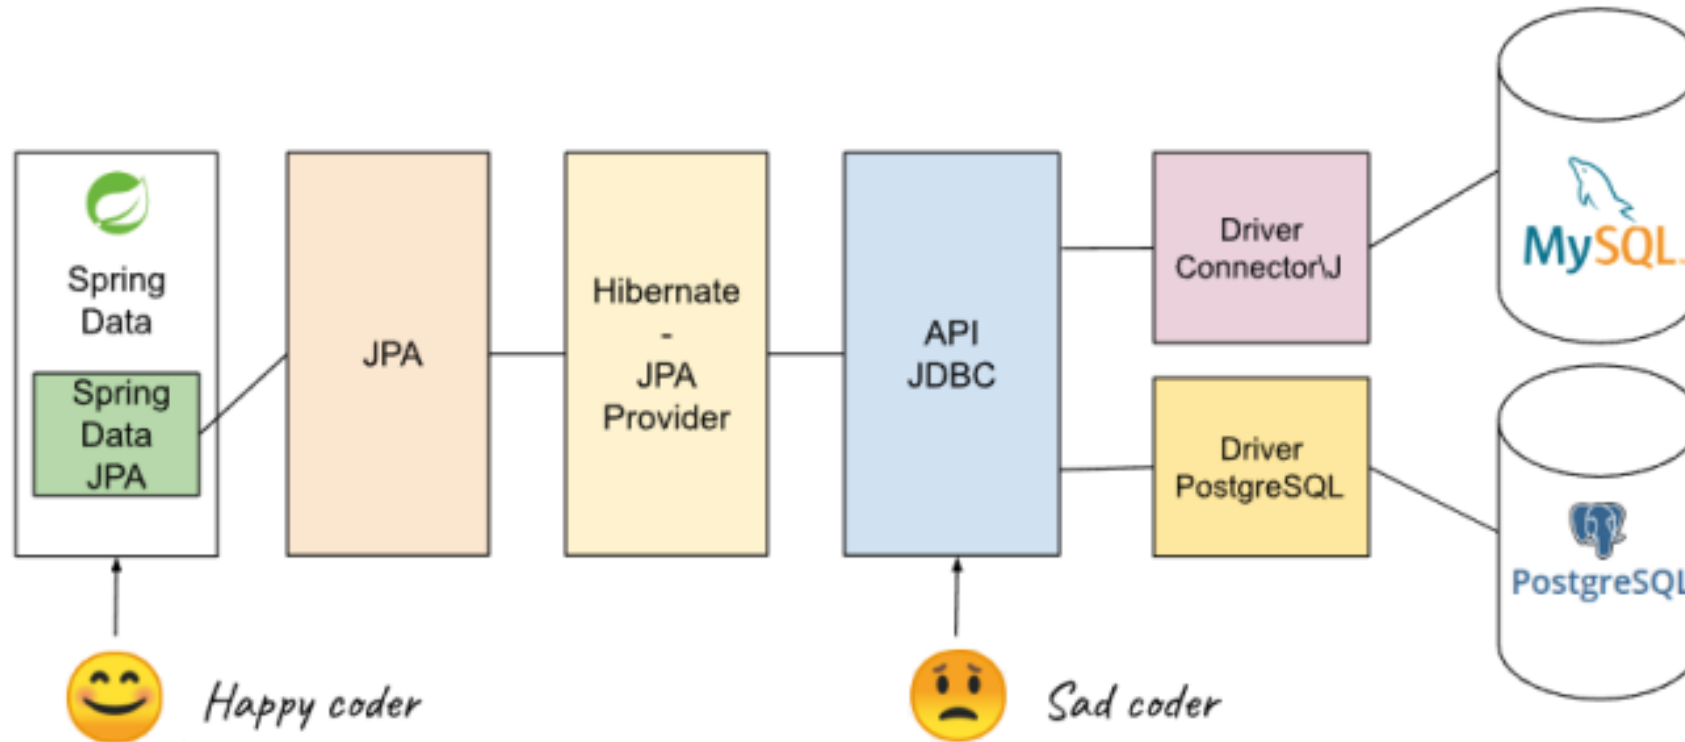 Spring
Data
Spring
Data
JPA
JPA
Hibernate
-
JPA
Provider
API
JDBC
Driver
Connector\J
Driver
PostgreSQL
MySQL
PostgreSQL
Happy coder
Sad coder